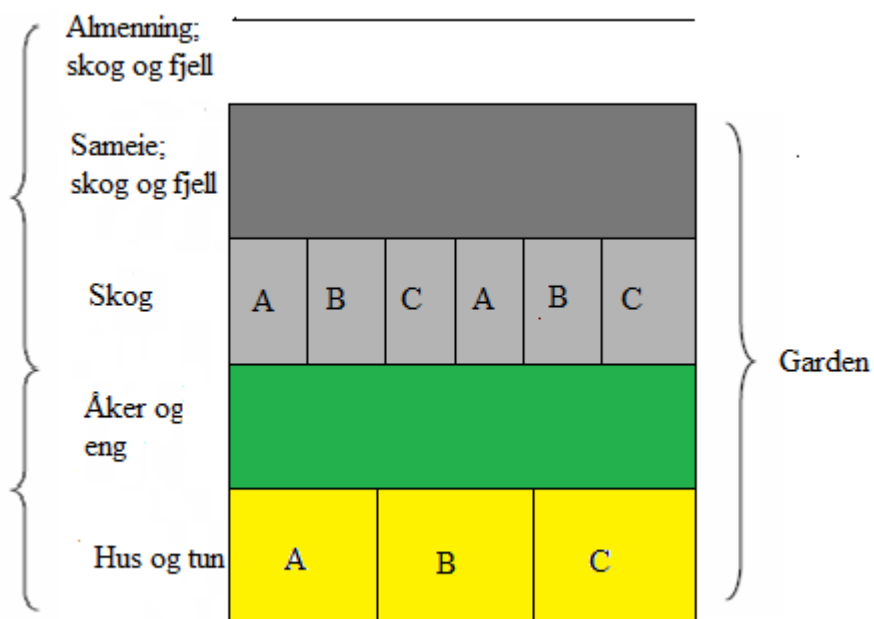 Almenning;
skog og fjell
Sameie;
skog og fjell
Skog
A B C A B C
Åker og
eng
Hus og tun
A B C
Garden